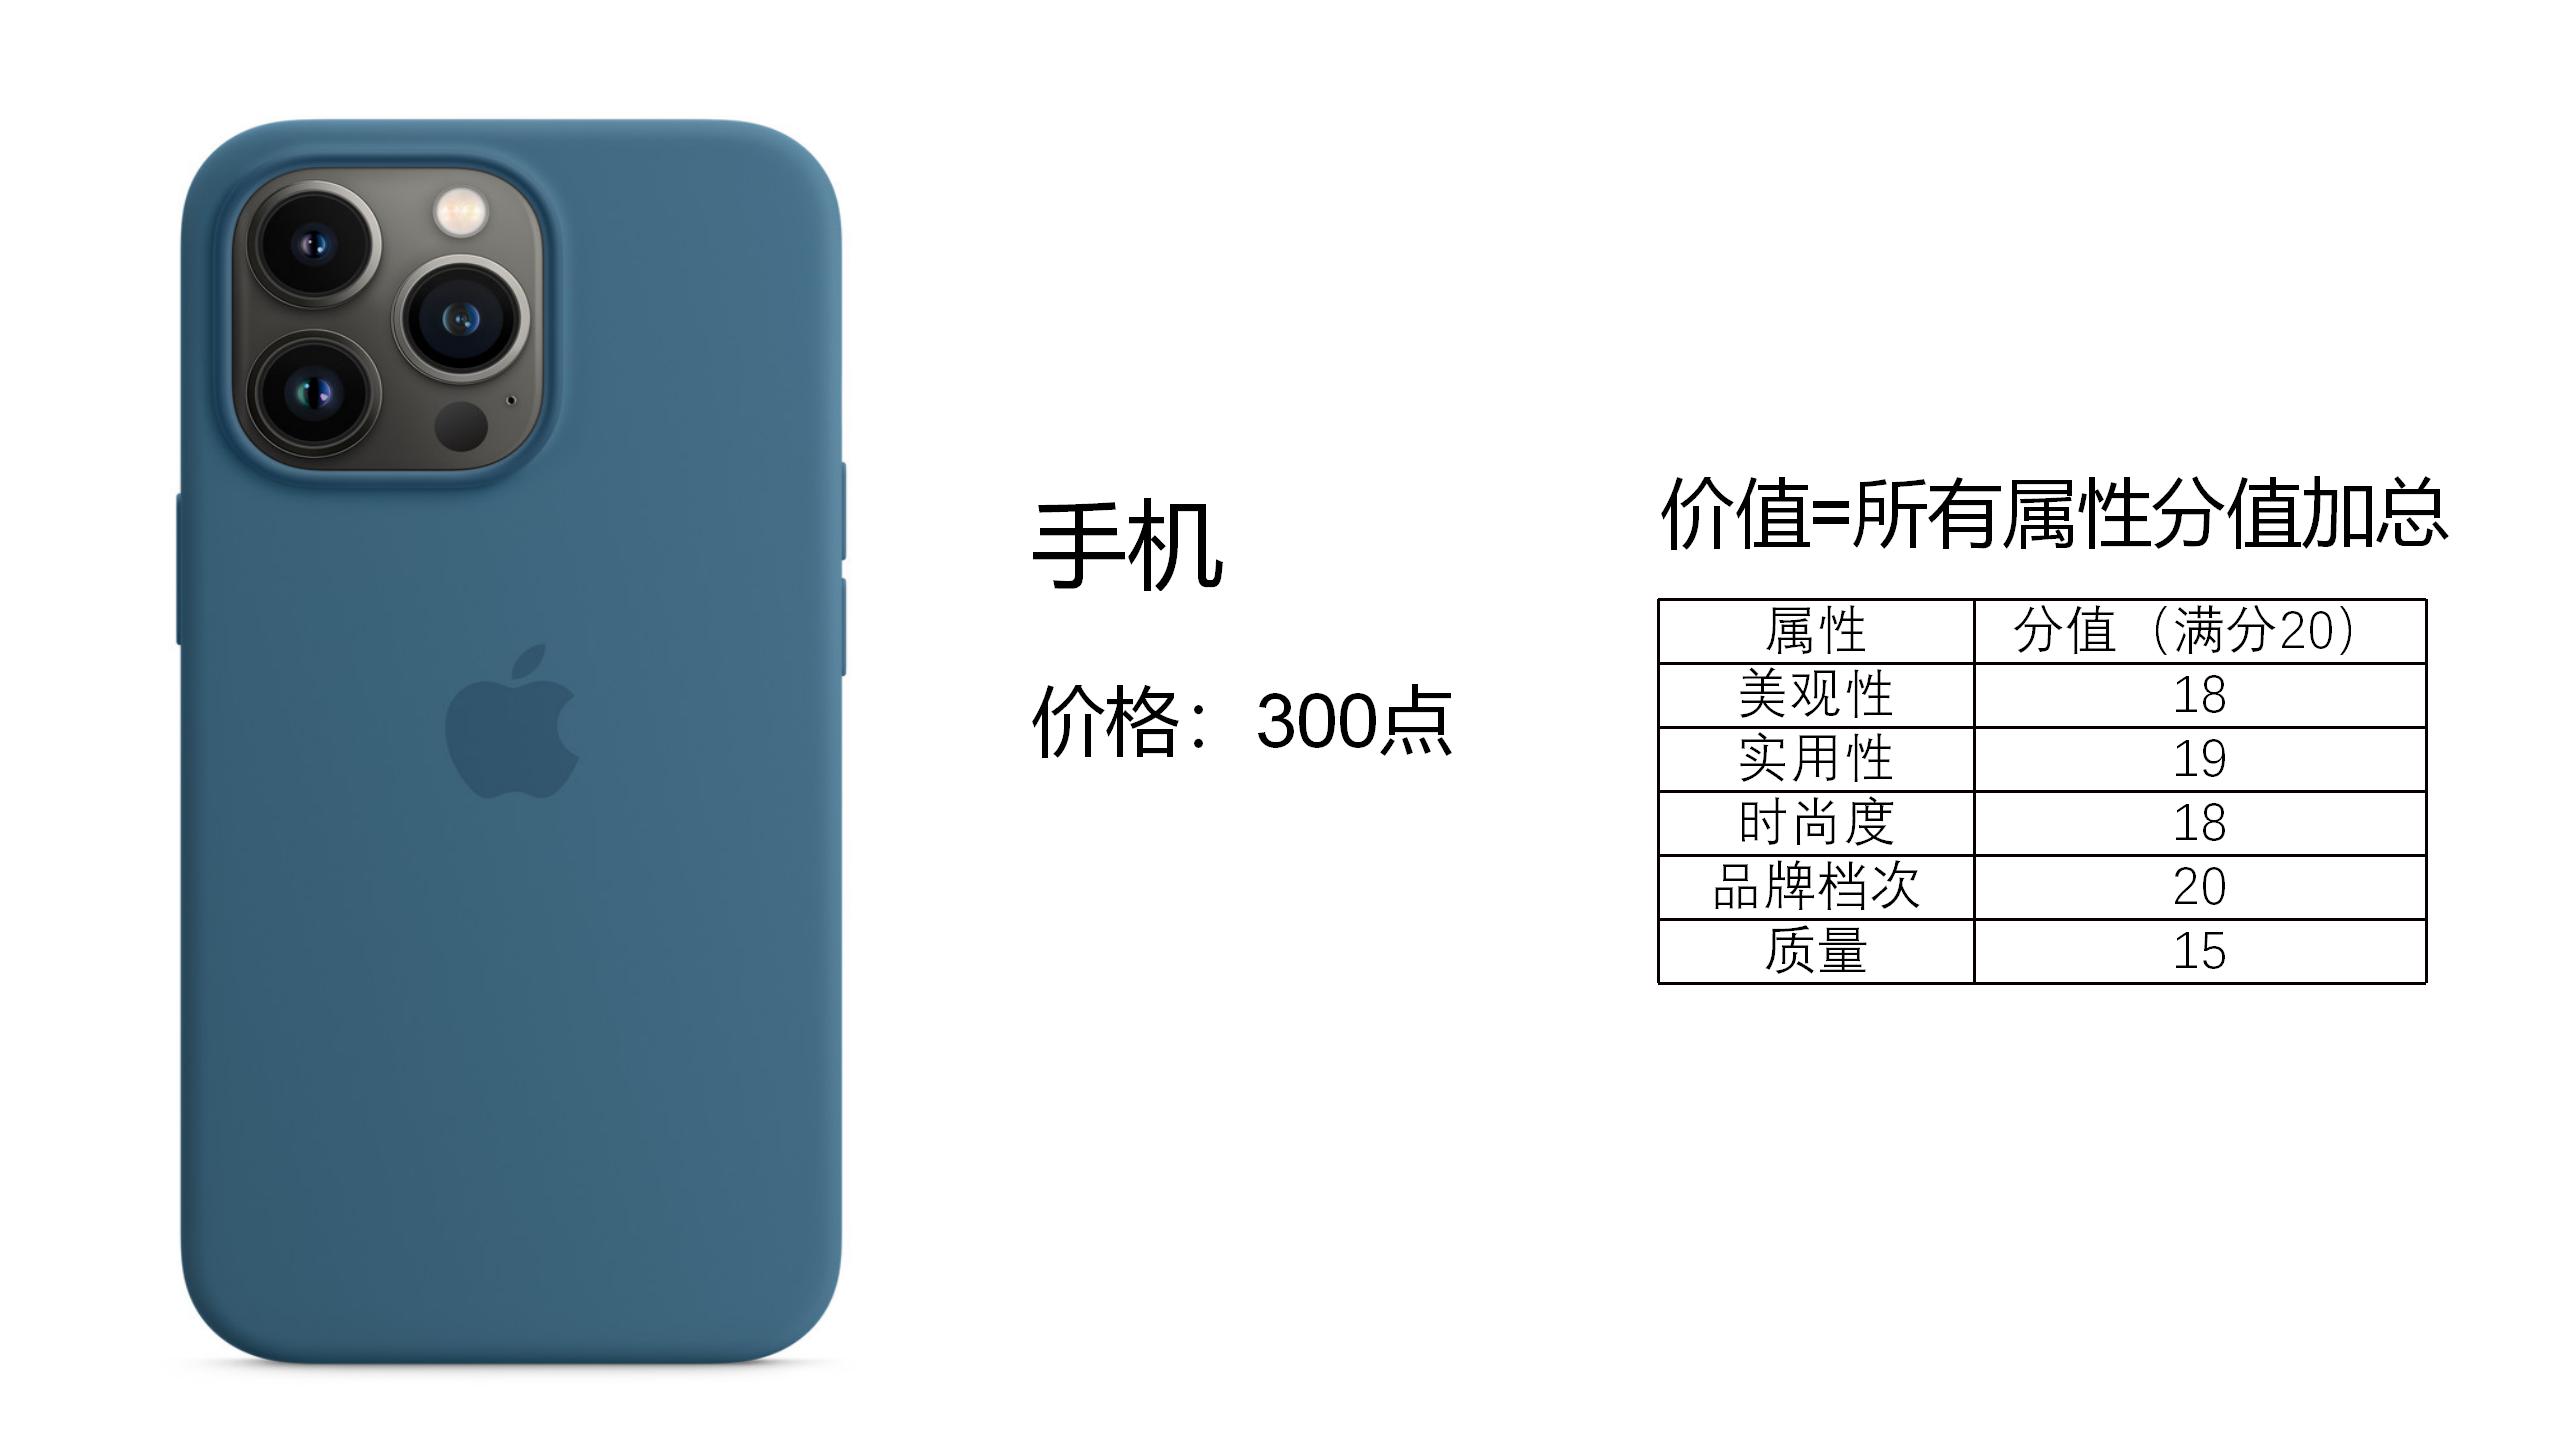 手机
价格：300点
价值=所有属性分值加总
属性 分值（满分20）
美观性 18
实用性 19
时尚度 18
品牌档次 20
质量 15